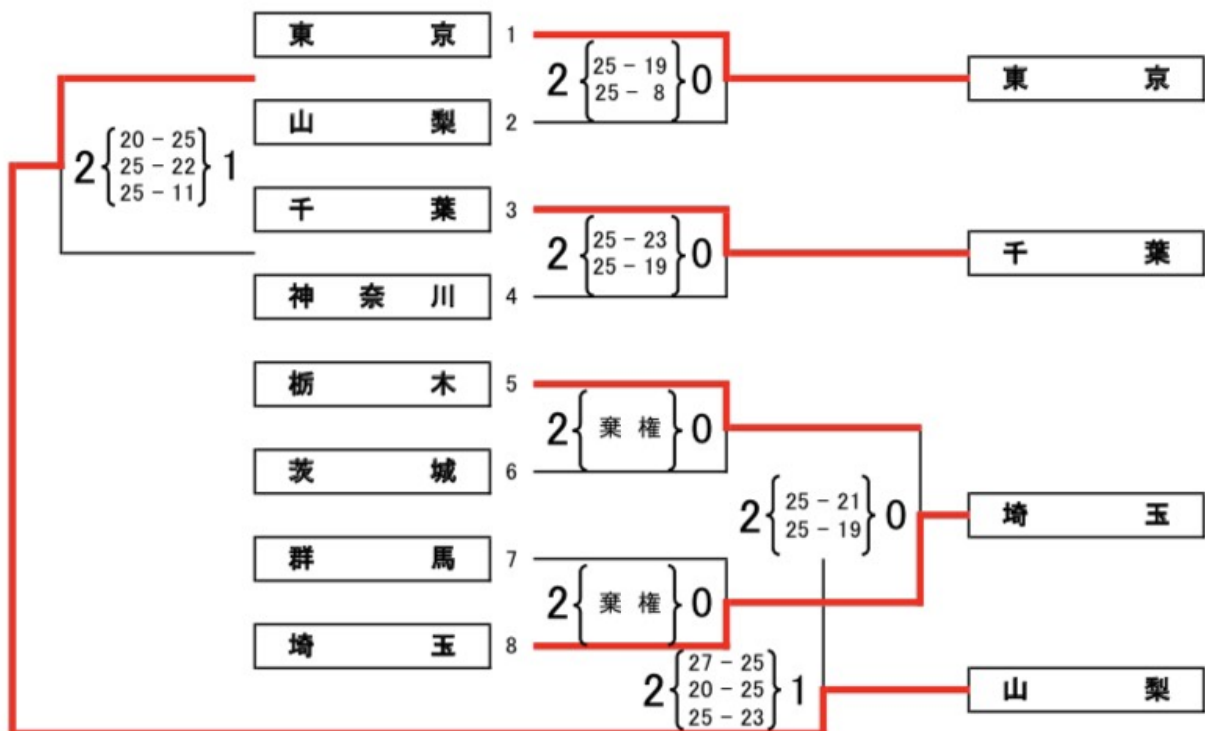 東京 1
2 25 - 19 0
25 - 8
東京
山梨 2
2 20 - 25 1
25 - 22
25 - 11
千葉 3
2 25 - 23 0
25 - 19
千葉
神奈川 4
栃木 5
2 棄権 0
茨城 6
2 25 - 21 0
25 - 19
埼玉
群馬 7
2 棄権 0
埼玉 8
2 27 - 25 1
20 - 25
25 - 23
山梨